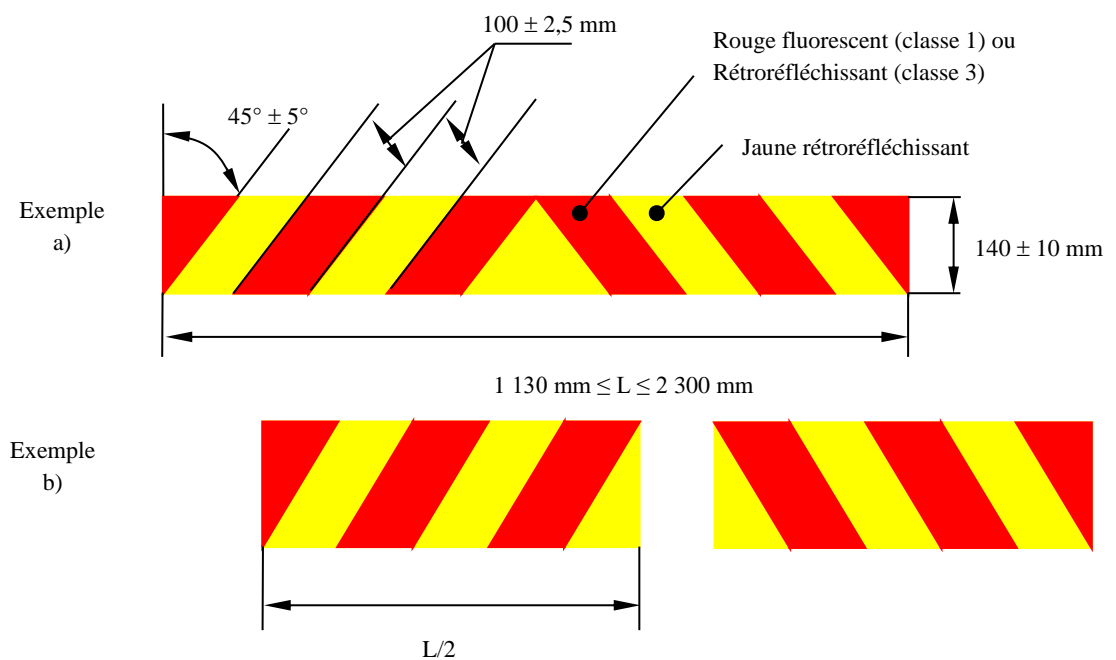 100 ± 2,5 mm
Rouge fluorescent (classe 1) ou
Rétroréfléchissant (classe 3)
45° ± 5°
Jaune rétroréfléchissant
Exemple
a)
140 ± 10 mm
1 130 mm ≤ L ≤ 2 300 mm
Exemple
b)
L/2